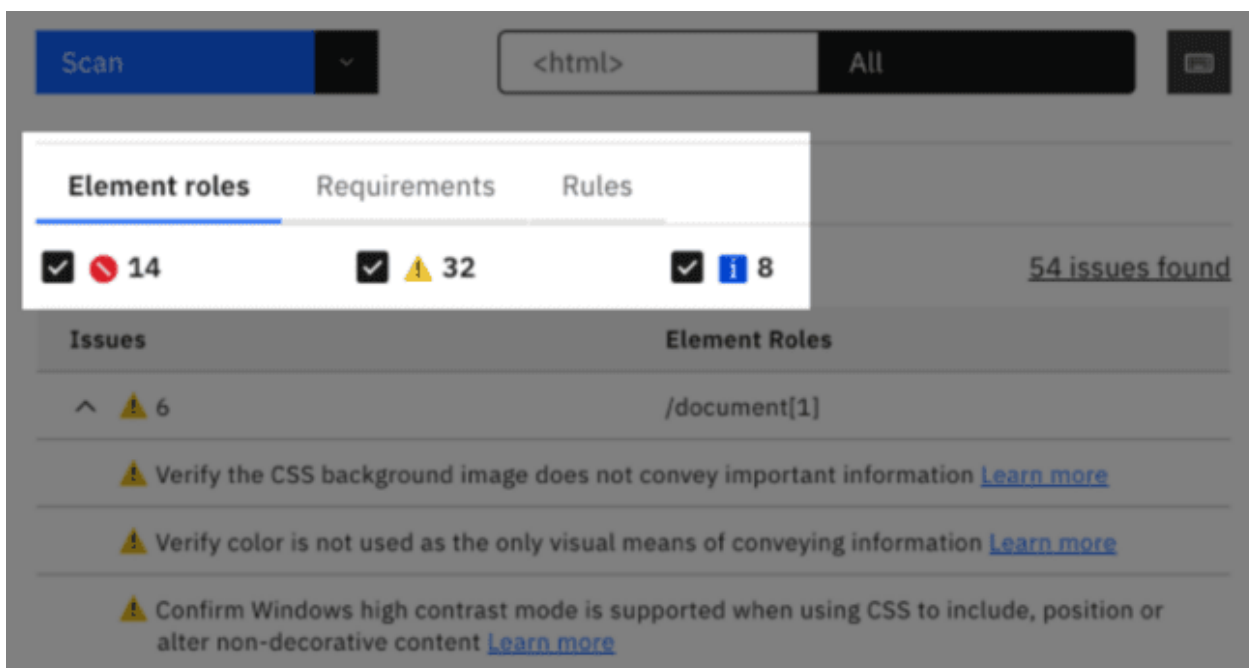 Scan
<html>
All
Element roles
Requirements
Rules
14
32
8
54 issues found
Issues
Element Roles
6
/document[1]
Verify the CSS background image does not convey important information Learn more
Verify color is not used as the only visual means of conveying information Learn more
Confirm Windows high contrast mode is supported when using CSS to include, position or
alter non-decorative content Learn more